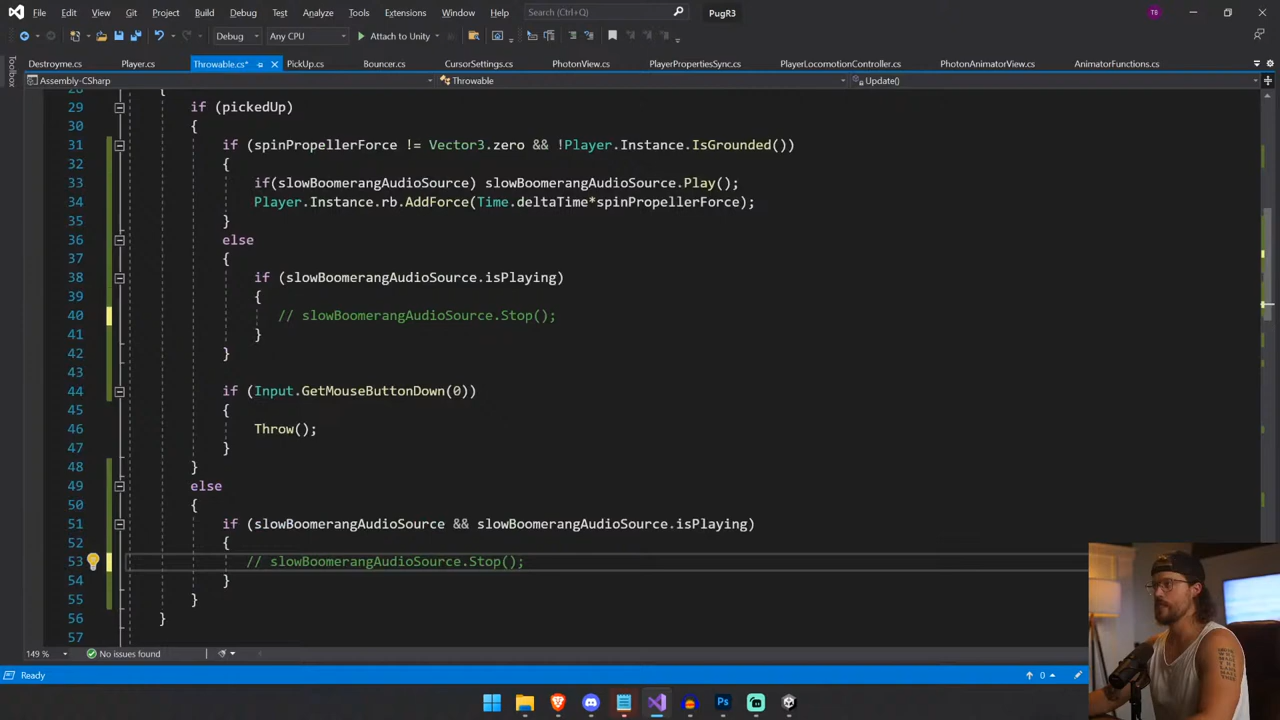 File Edit View Git Project Build Debug Test Analyze Tools Extensions Window Help Search (Ctrl+Q) PugR3 TB
Debug Any CPU Attach to Unity
Destroyme.cs Player.cs Throwable.cs* PickUp.cs Bouncer.cs CursorSettings.cs PhotonView.cs PlayerPropertiesSync.cs PlayerLocomotionController.cs PhotonAnimatorView.cs AnimatorFunctions.cs
Toolbox
Assembly-CSharp Throwable Update()
28 {
29 if (pickedUp)
30 {
31 if (spinPropellerForce != Vector3.zero && !Player.Instance.IsGrounded())
32 {
33 if(slowBoomerangAudioSource) slowBoomerangAudioSource.Play();
34 Player.Instance.rb.AddForce(Time.deltaTime*spinPropellerForce);
35 }
36 else
37 {
38 if (slowBoomerangAudioSource.isPlaying)
39 {
40 // slowBoomerangAudioSource.Stop();
41 }
42 }
43
44 if (Input.GetMouseButtonDown(0))
45 {
46 Throw();
47 }
48 }
49 else
50 {
51 if (slowBoomerangAudioSource && slowBoomerangAudioSource.isPlaying)
52 {
53 // slowBoomerangAudioSource.Stop();
54 }
55 }
56 }
57
149 % No issues found
Ready 0
Ps